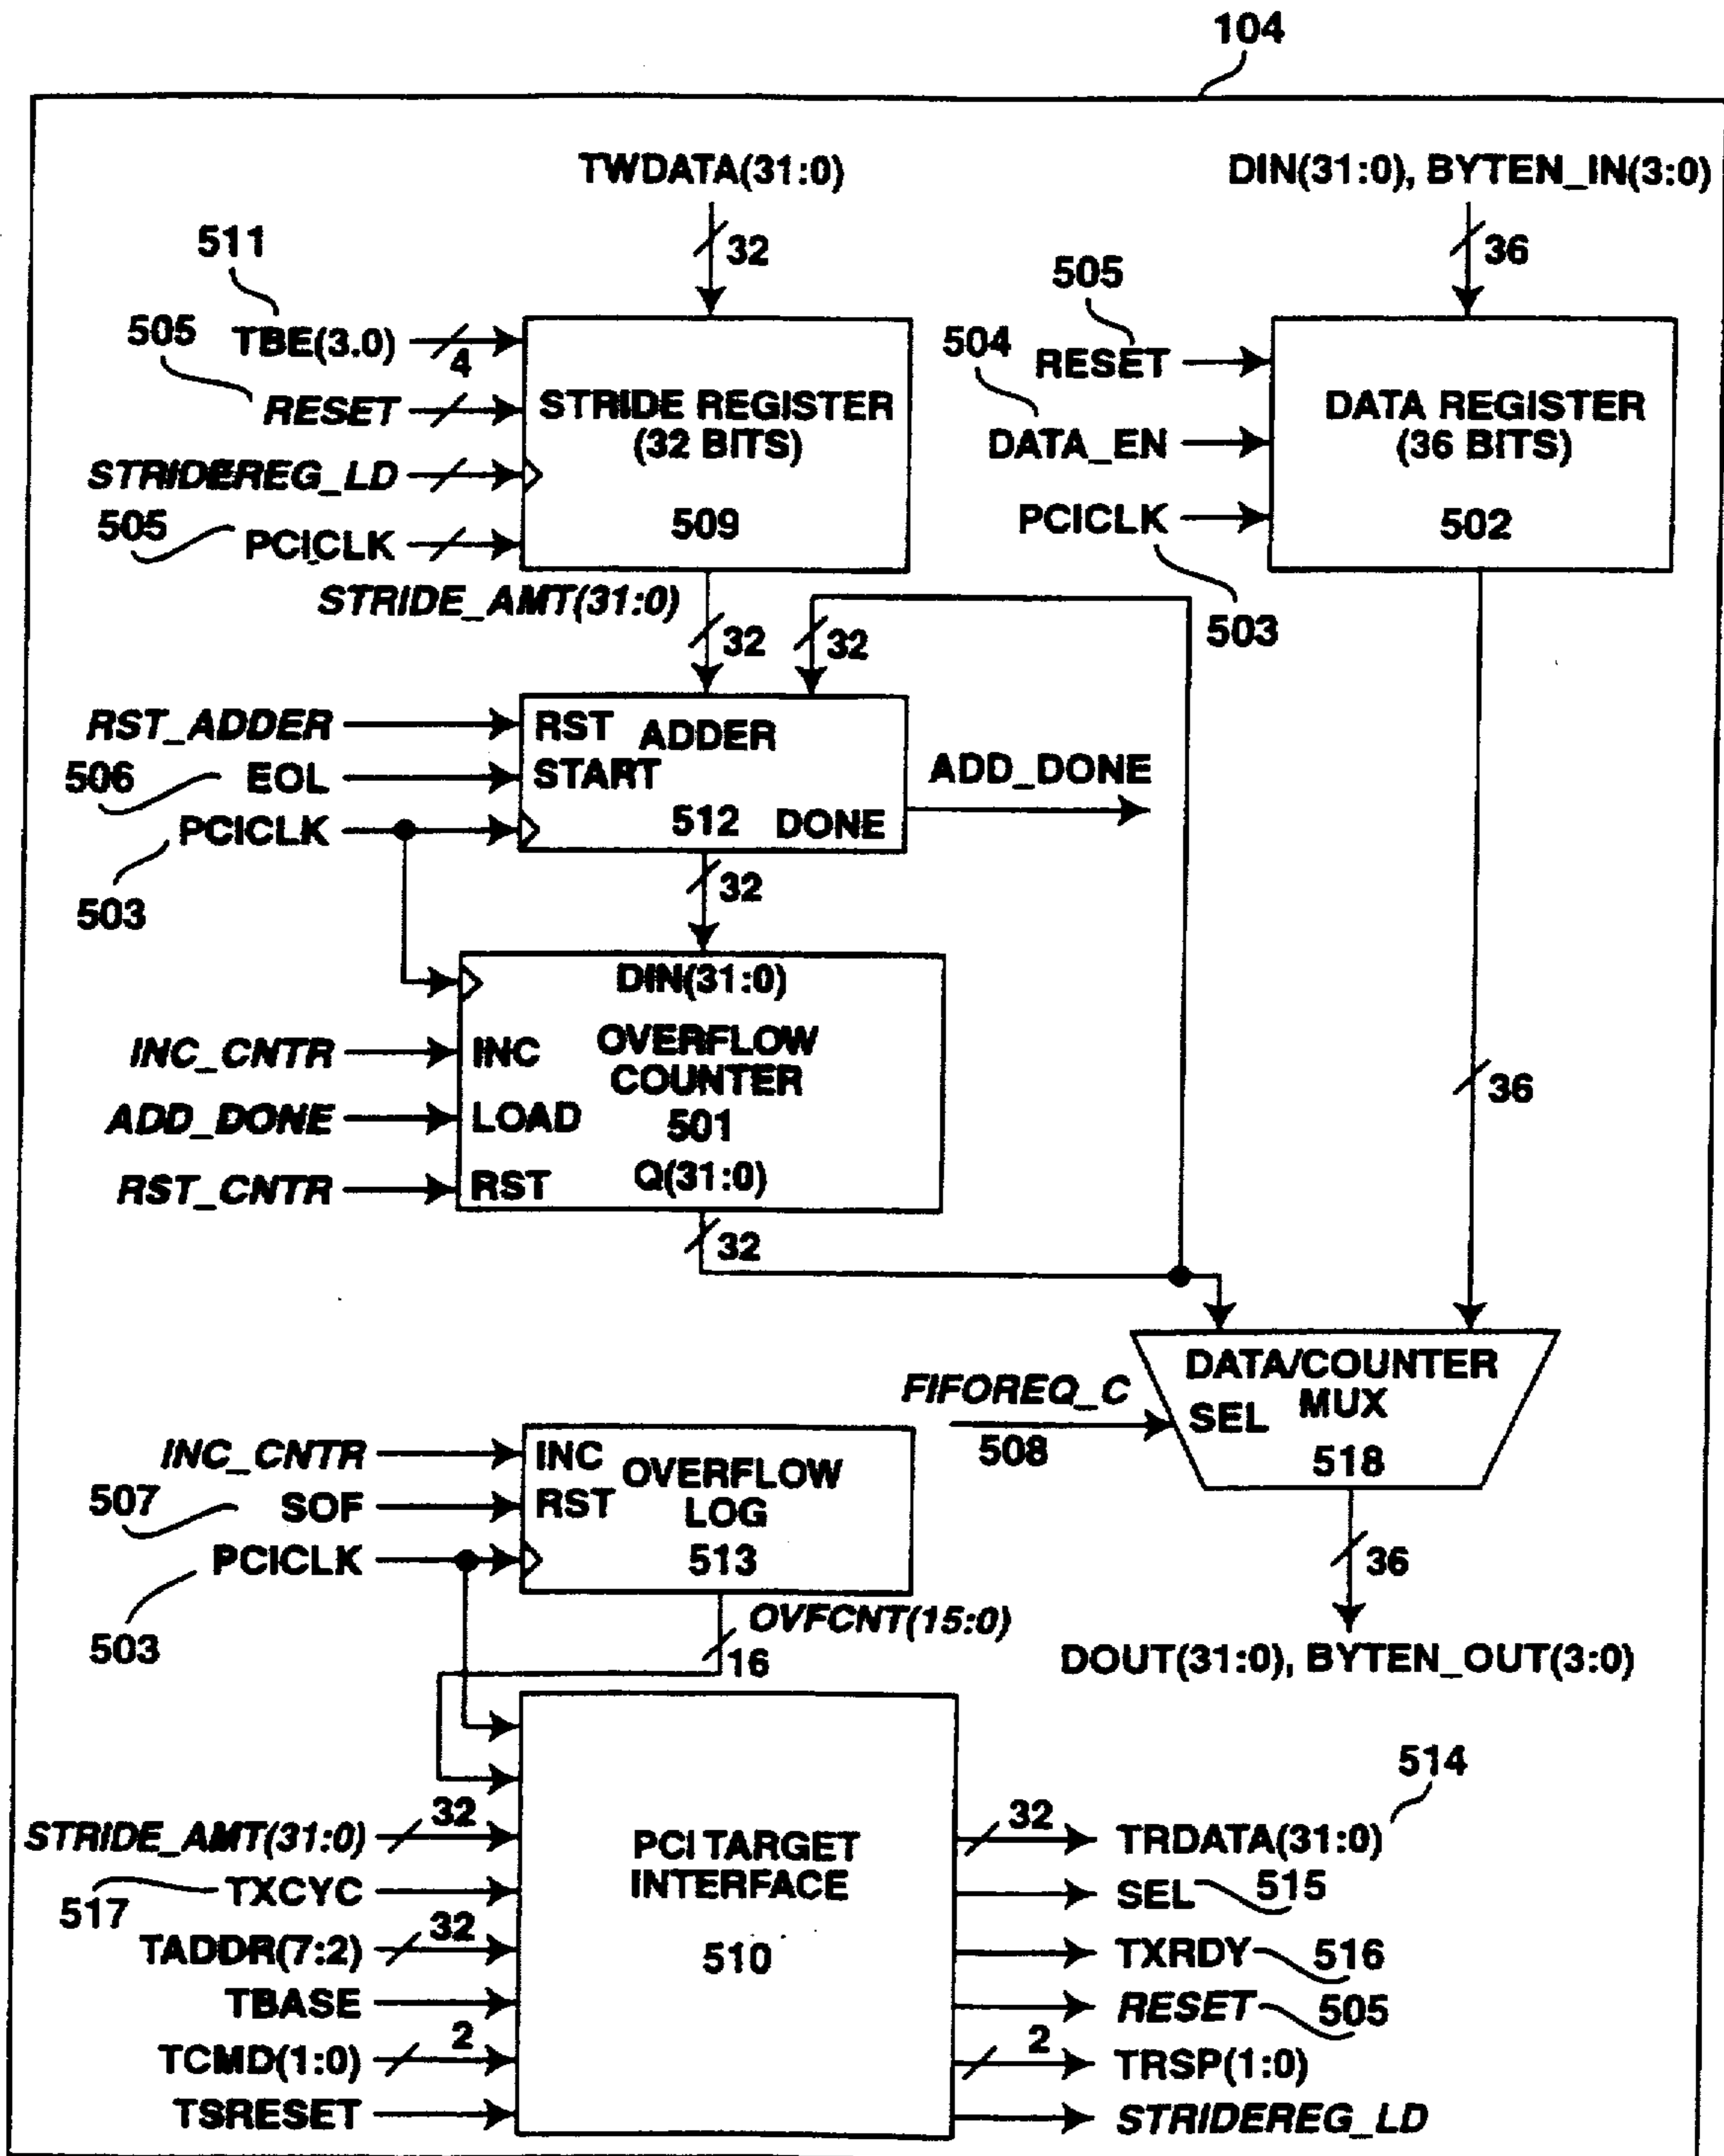 104
TWDATA(31:0)
DIN(31:0), BYTEN_IN(3:0)
32
36
511
TBE(3.0)
4
505
RESET
STRIDEREG_LD
505
PCICLK
STRIDE REGISTER
(32 BITS)
509
505
RESET
504
DATA_EN
PCICLK
503
DATA REGISTER
(36 BITS)
502
STRIDE_AMT(31:0)
32
32
RST_ADDER
506
EOL
PCICLK
503
RST
ADDER
START
512
DONE
ADD_DONE
32
DIN(31:0)
INC_CNTR
INC
OVERFLOW
COUNTER
ADD_DONE
LOAD
501
RST_CNTR
RST
Q(31:0)
32
36
FIFOREQ_C
508
DATA/COUNTER
MUX
SEL
518
36
DOUT(31:0), BYTEN_OUT(3:0)
INC_CNTR
507
SOF
PCICLK
503
INC
OVERFLOW
RST
LOG
513
OVFCNT(15:0)
16
STRIDE_AMT(31:0)
32
517
TXCYC
TADDR(7:2)
32
TBASE
TCMD(1:0)
2
TSRESET
PCI TARGET
INTERFACE
510
32
TRDATA(31:0)
514
SEL
515
TXRDY
516
RESET
505
2
TRSP(1:0)
STRIDEREG_LD